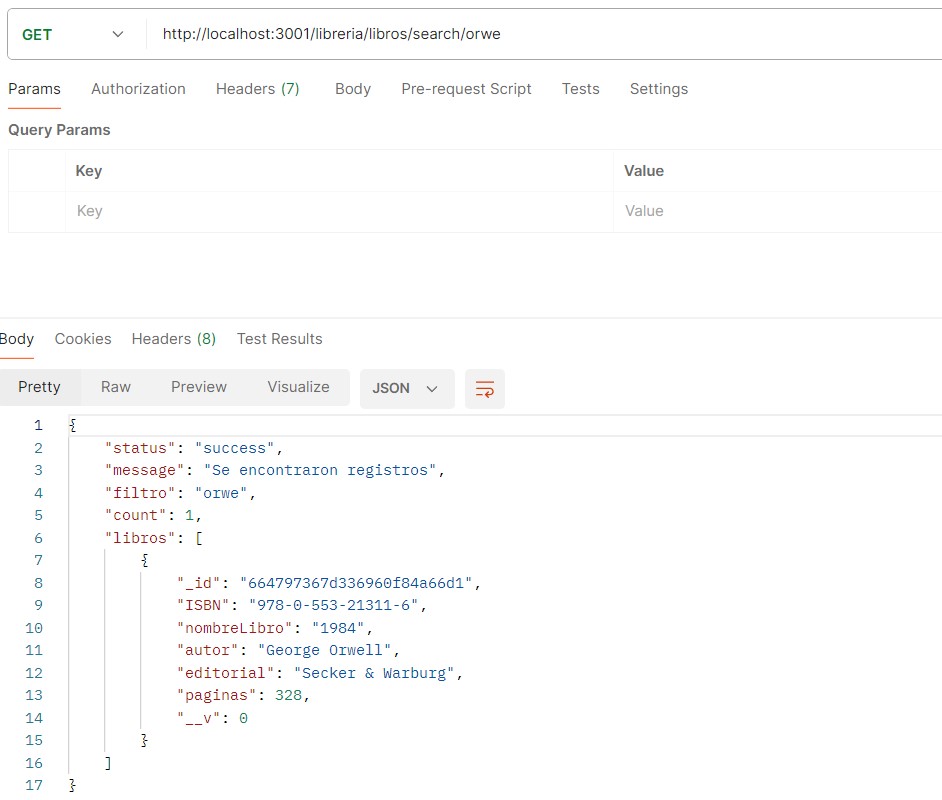 GET http://localhost:3001/libreria/libros/search/orwe
Params Authorization Headers (7) Body Pre-request Script Tests Settings
Query Params
Key Value
Key Value
Body Cookies Headers (8) Test Results
Pretty Raw Preview Visualize JSON
1 {
2 "status": "success",
3 "message": "Se encontraron registros",
4 "filtro": "orwe",
5 "count": 1,
6 "libros": [
7 {
8 "_id": "664797367d336960f84a66d1",
9 "ISBN": "978-0-553-21311-6",
10 "nombreLibro": "1984",
11 "autor": "George Orwell",
12 "editorial": "Secker & Warburg",
13 "paginas": 328,
14 "__v": 0
15 }
16 ]
17 }